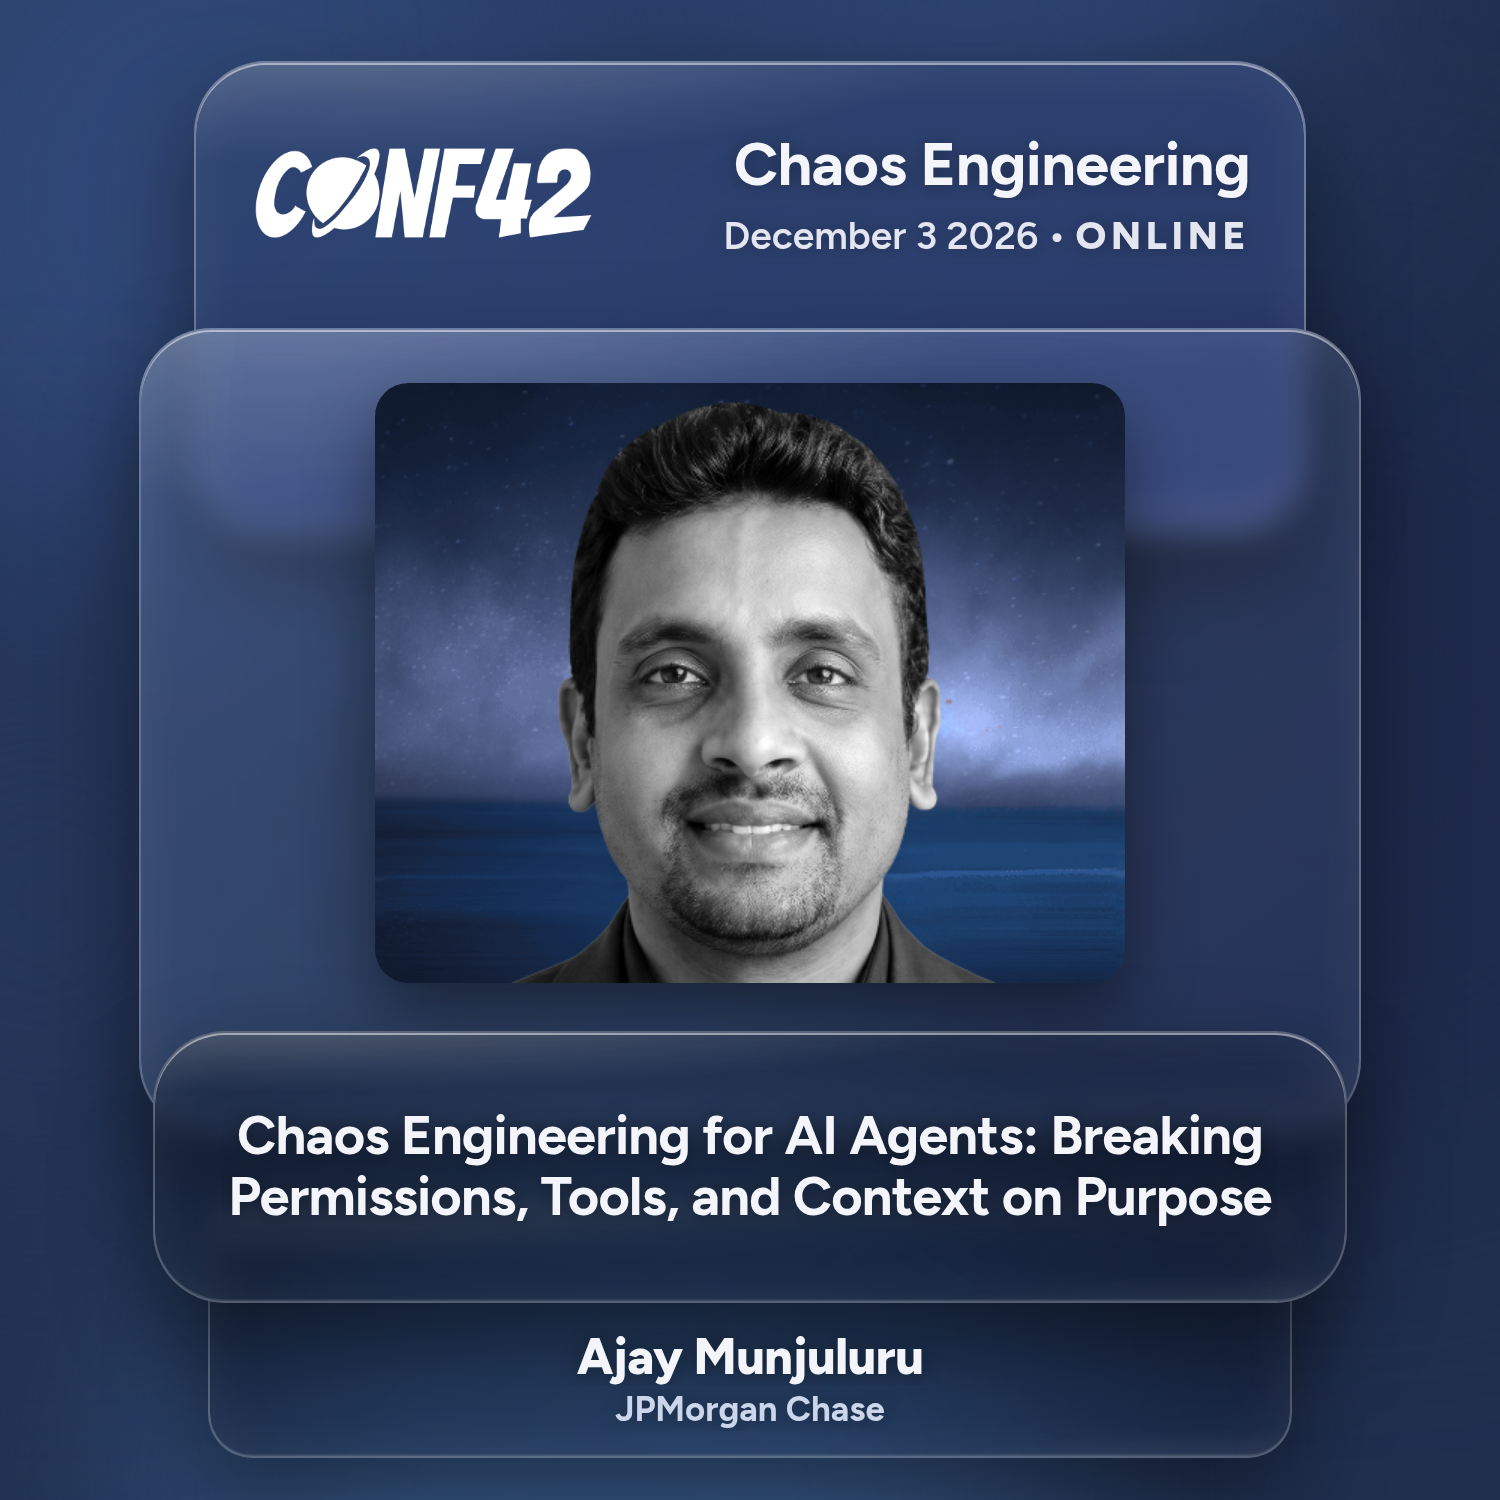 CONF42
Chaos Engineering
December 3 2026 • ONLINE
Chaos Engineering for AI Agents: Breaking
Permissions, Tools, and Context on Purpose
Ajay Munjuluru
JPMorgan Chase